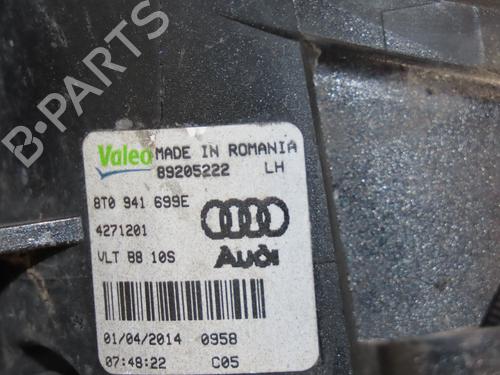 B-PARTS
Valeo MADE IN ROMANIA
89205222 LH
8T0 941 699E
4271201
VLT B8 10S
Audi
01/04/2014 0958
07:48:22 C05